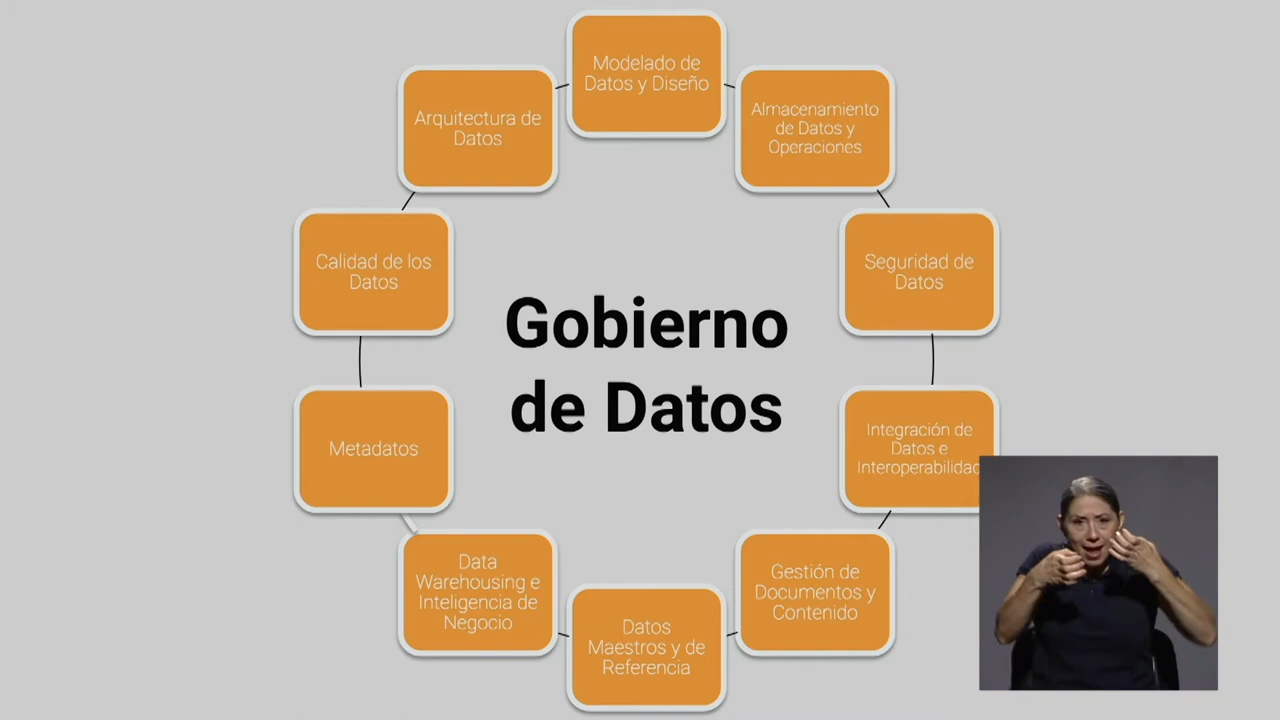 Modelado de
Datos y Diseño
Almacenamiento
de Datos y
Operaciones
Seguridad de
Datos
Integración de
Datos e
Interoperabilidad
Gestión de
Documentos y
Contenido
Datos
Maestros y de
Referencia
Data
Warehousing e
Inteligencia de
Negocio
Metadatos
Calidad de los
Datos
Arquitectura de
Datos
Gobierno
de Datos